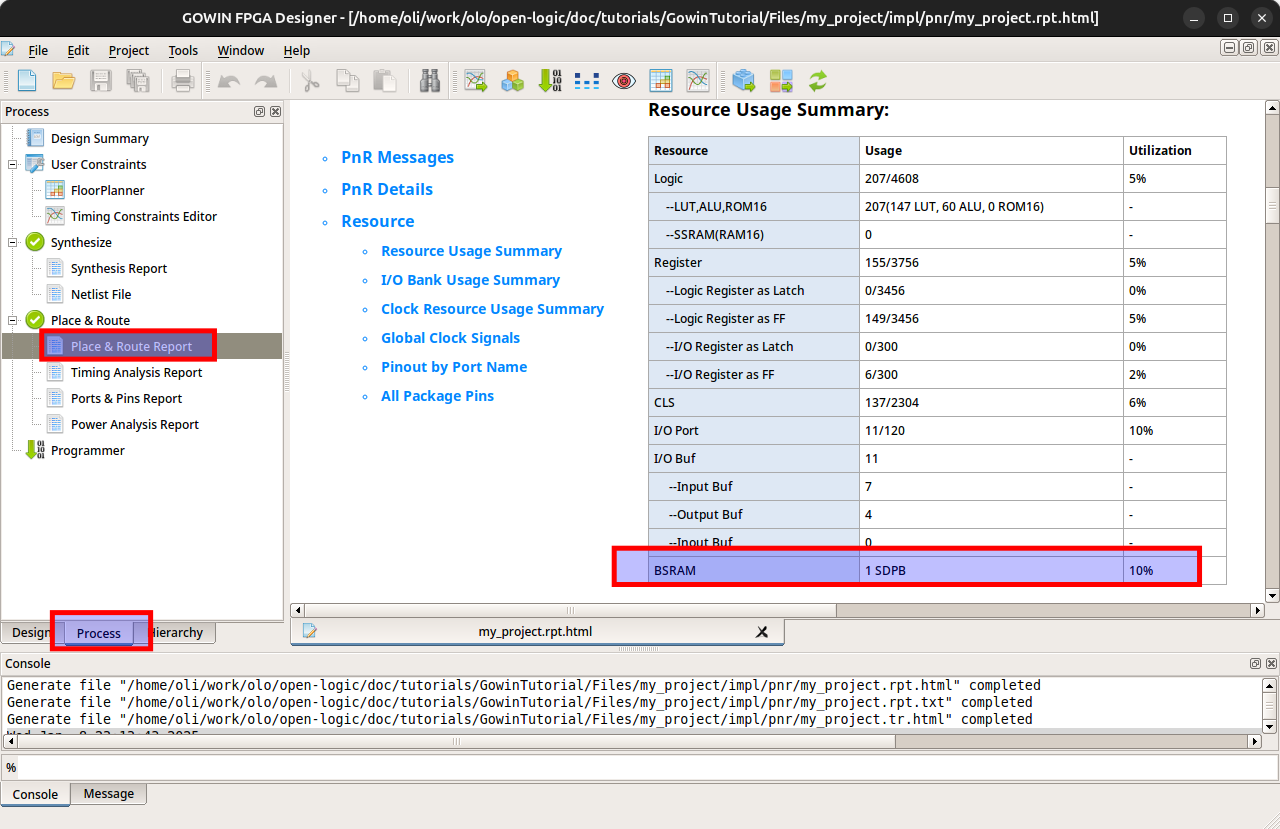 GOWIN FPGA Designer - [/home/oli/work/olo/open-logic/doc/tutorials/GowinTutorial/Files/my_project/impl/pnr/my_project.rpt.html]
File Edit Project Tools Window Help
Process
Design Summary
User Constraints
FloorPlanner
Timing Constraints Editor
Synthesize
Synthesis Report
Netlist File
Place & Route
Place & Route Report
Timing Analysis Report
Ports & Pins Report
Power Analysis Report
Programmer
Design Process Hierarchy
PnR Messages
PnR Details
Resource
Resource Usage Summary
I/O Bank Usage Summary
Clock Resource Usage Summary
Global Clock Signals
Pinout by Port Name
All Package Pins
Resource Usage Summary:
Resource Usage Utilization
Logic 207/4608 5%
--LUT,ALU,ROM16 207(147 LUT, 60 ALU, 0 ROM16) -
--SSRAM(RAM16) 0 -
Register 155/3756 5%
--Logic Register as Latch 0/3456 0%
--Logic Register as FF 149/3456 5%
--I/O Register as Latch 0/300 0%
--I/O Register as FF 6/300 2%
CLS 137/2304 6%
I/O Port 11/120 10%
I/O Buf 11 -
--Input Buf 7 -
--Output Buf 4 -
--Inout Buf 0 -
BSRAM 1 SDPB 10%
my_project.rpt.html
Console
Generate file "/home/oli/work/olo/open-logic/doc/tutorials/GowinTutorial/Files/my_project/impl/pnr/my_project.rpt.html" completed
Generate file "/home/oli/work/olo/open-logic/doc/tutorials/GowinTutorial/Files/my_project/impl/pnr/my_project.rpt.txt" completed
Generate file "/home/oli/work/olo/open-logic/doc/tutorials/GowinTutorial/Files/my_project/impl/pnr/my_project.tr.html" completed
%
Console Message